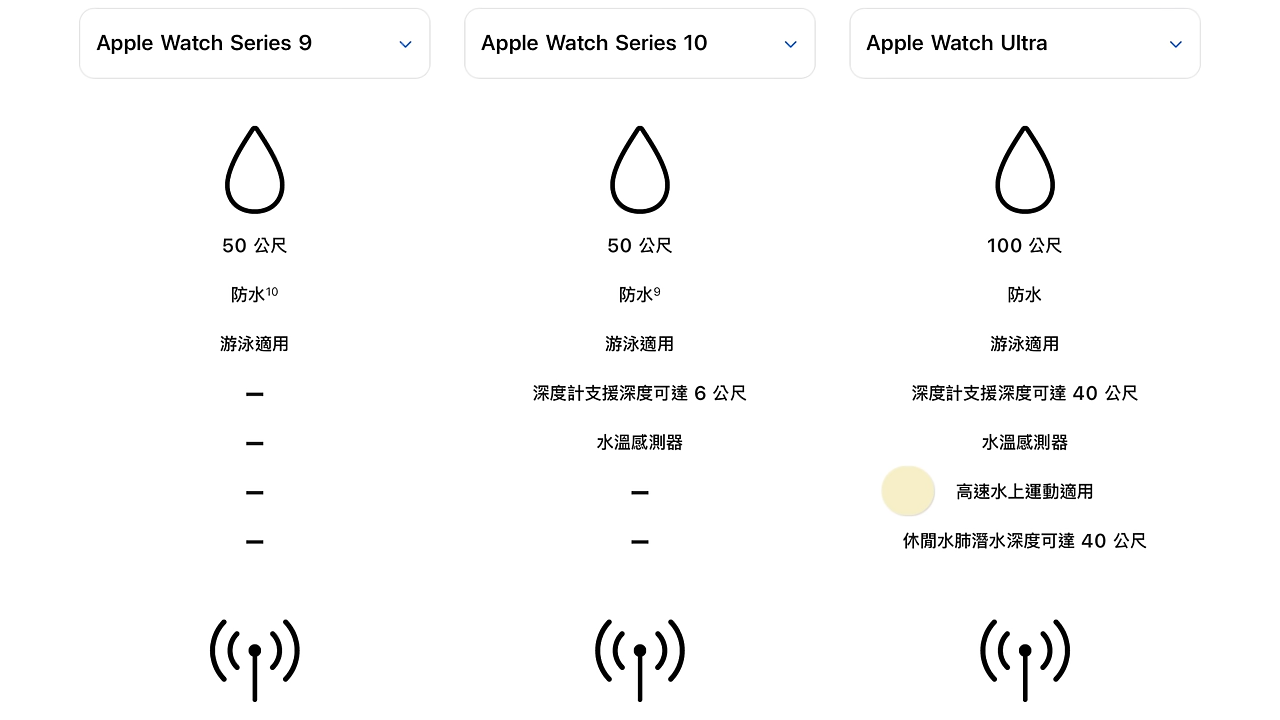 Apple Watch Series 9
Apple Watch Series 10
Apple Watch Ultra
50 公尺
50 公尺
100 公尺
防水¹⁰
防水⁹
防水
游泳適用
游泳適用
游泳適用
–
深度計支援深度可達 6 公尺
深度計支援深度可達 40 公尺
–
水溫感測器
水溫感測器
–
–
高速水上運動適用
–
–
休閒水肺潛水深度可達 40 公尺